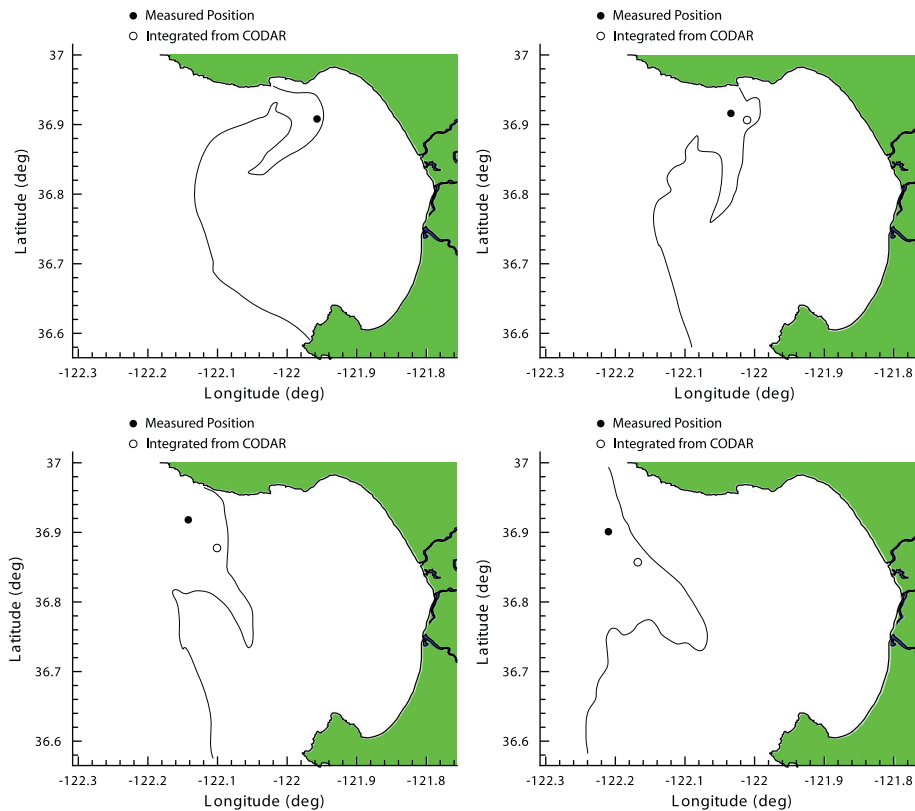 Measured Position
Integrated from CODAR
37
36.9
36.8
36.7
36.6
Latitude (deg)
-122.3
-122.2
-122.1
-122
-121.9
-121.8
Longitude (deg)
Measured Position
Integrated from CODAR
37
36.9
36.8
36.7
36.6
Latitude (deg)
-122.3
-122.2
-122.1
-122
-121.9
-121.8
Longitude (deg)
Measured Position
Integrated from CODAR
37
36.9
36.8
36.7
36.6
Latitude (deg)
-122.3
-122.2
-122.1
-122
-121.9
-121.8
Longitude (deg)
Measured Position
Integrated from CODAR
37
36.9
36.8
36.7
36.6
Latitude (deg)
-122.3
-122.2
-122.1
-122
-121.9
-121.8
Longitude (deg)